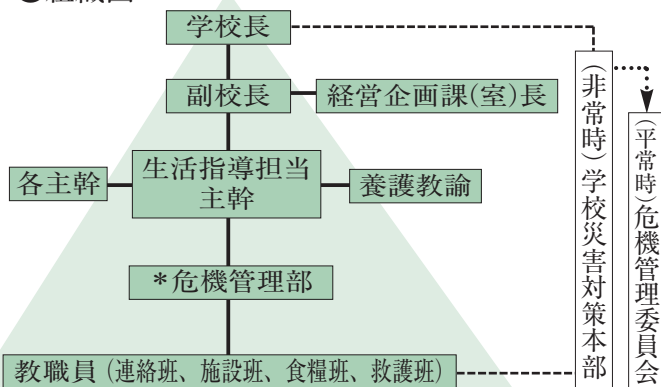 学校長
副校長
経営企画課(室)長
各主幹
生活指導担当
主幹
養護教諭
*危機管理部
教職員(連絡班、施設班、食糧班、救護班)
(非常時)学校災害対策本部
(平常時)危機管理委員会